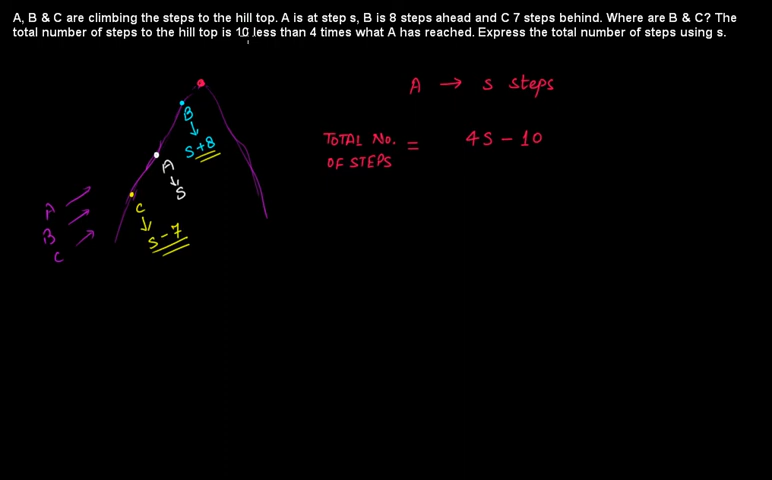 A, B & C are climbing the steps to the hill top. A is at step s, B is 8 steps ahead and C 7 steps behind. Where are B & C? The
total number of steps to the hill top is 10 less than 4 times what A has reached. Express the total number of steps using s.
A → s steps
B
s+8
TOTAL NO. = 4s - 10
OF STEPS
A
s
C
s-7
A
B
C